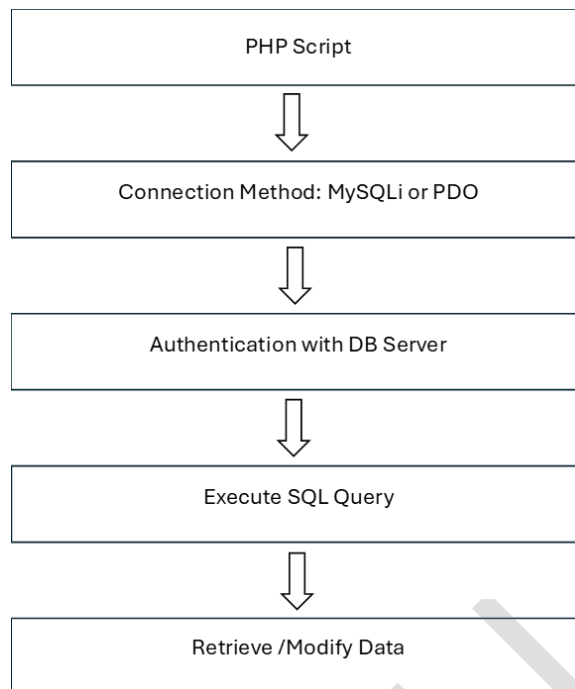 PHP Script
Connection Method: MySQLi or PDO
Authentication with DB Server
Execute SQL Query
Retrieve /Modify Data